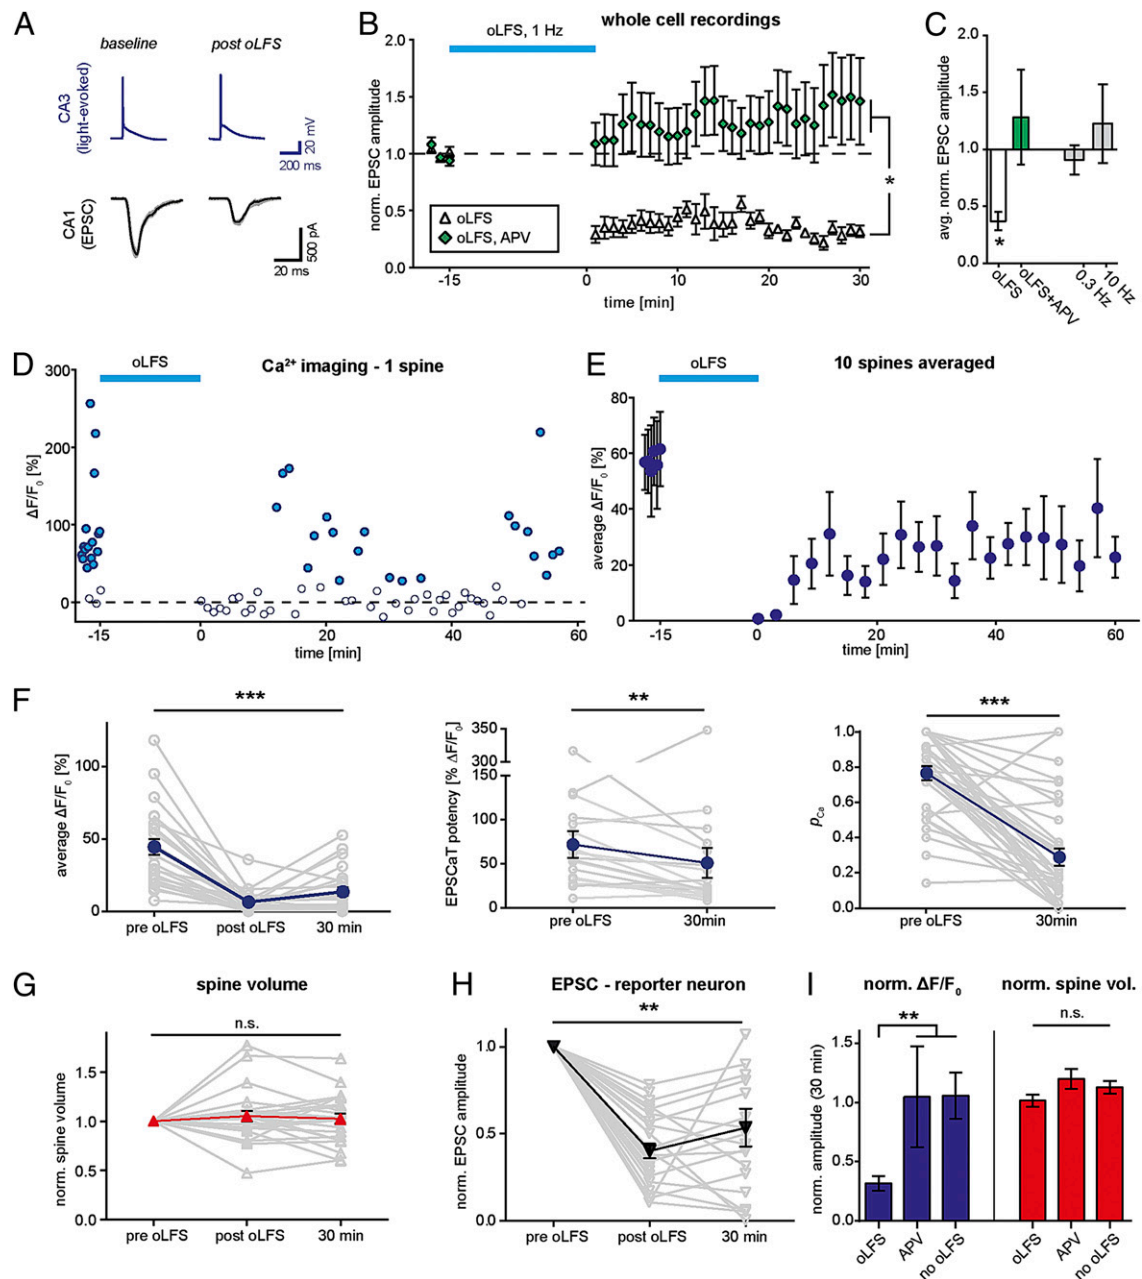 A
baseline
post oLFS
CA3
(light-evoked)
20 mV
200 ms
CA1
(EPSC)
500 pA
20 ms
B
whole cell recordings
oLFS, 1 Hz
norm. EPSC amplitude
2.0
1.5
1.0
0.5
0.0
oLFS
oLFS, APV
*
-15
0
10
20
30
time [min]
C
avg. norm. EPSC amplitude
2.0
1.5
1.0
0.5
0.0
*
oLFS
oLFS+APV
0.3 Hz
10 Hz
D
oLFS
Ca²⁺ imaging - 1 spine
ΔF/F₀ [%]
300
200
100
0
-15
0
20
40
60
time [min]
E
oLFS
10 spines averaged
average ΔF/F₀ [%]
80
60
40
20
0
-15
0
20
40
60
time [min]
F
***
average ΔF/F₀ [%]
100
50
0
pre oLFS
post oLFS
30 min
**
EPSCaT potency [% ΔF/F₀]
350
300
150
100
50
0
pre oLFS
30min
***
pCa
1.0
0.8
0.6
0.4
0.2
0.0
pre oLFS
30min
G
spine volume
n.s.
norm. spine volume
1.5
1.0
0.5
0.0
pre oLFS
post oLFS
30 min
H
EPSC - reporter neuron
**
norm. EPSC amplitude
1.0
0.5
0.0
pre oLFS
post oLFS
30 min
I
norm. ΔF/F₀
norm. spine vol.
**
n.s.
norm. amplitude (30 min)
1.5
1.0
0.5
0.0
oLFS
APV
no oLFS
oLFS
APV
no oLFS